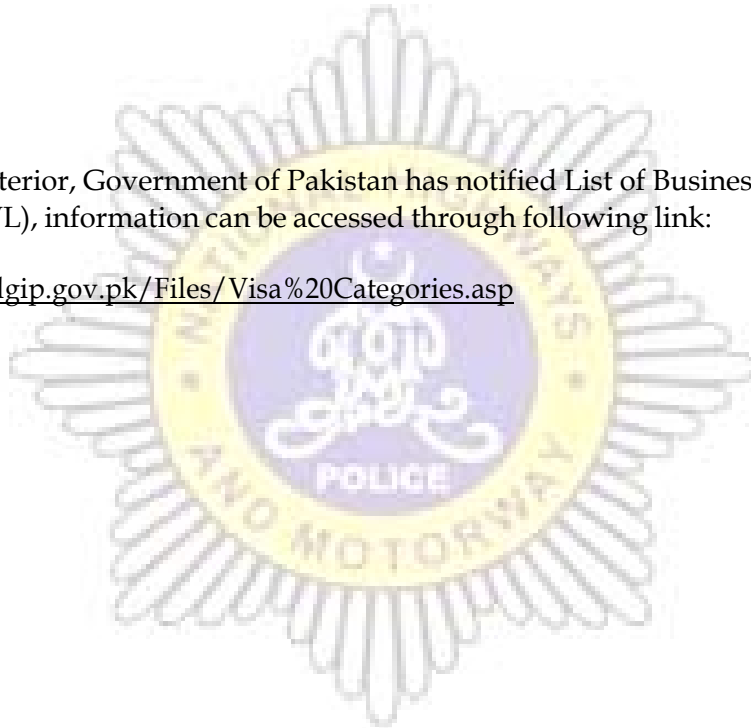 terior, Government of Pakistan has notified List of Busines
L), information can be accessed through following link:
lgip.gov.pk/Files/Visa%20Categories.asp
NATIONAL HIGHWAYS
AND MOTORWAY
POLICE